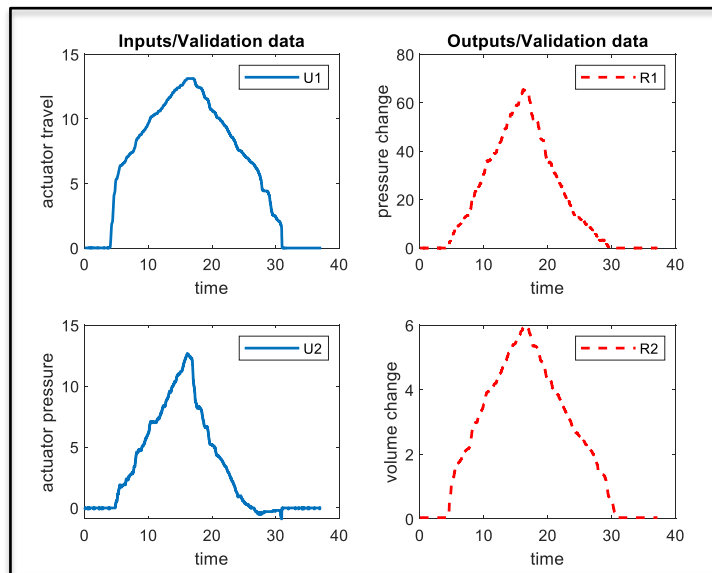 Inputs/Validation data
15
10
5
0
0 10 20 30 40
actuator travel
time
U1
Outputs/Validation data
80
60
40
20
0
0 10 20 30 40
pressure change
time
R1
15
10
5
0
0 10 20 30 40
actuator pressure
time
U2
6
4
2
0
0 10 20 30 40
volume change
time
R2